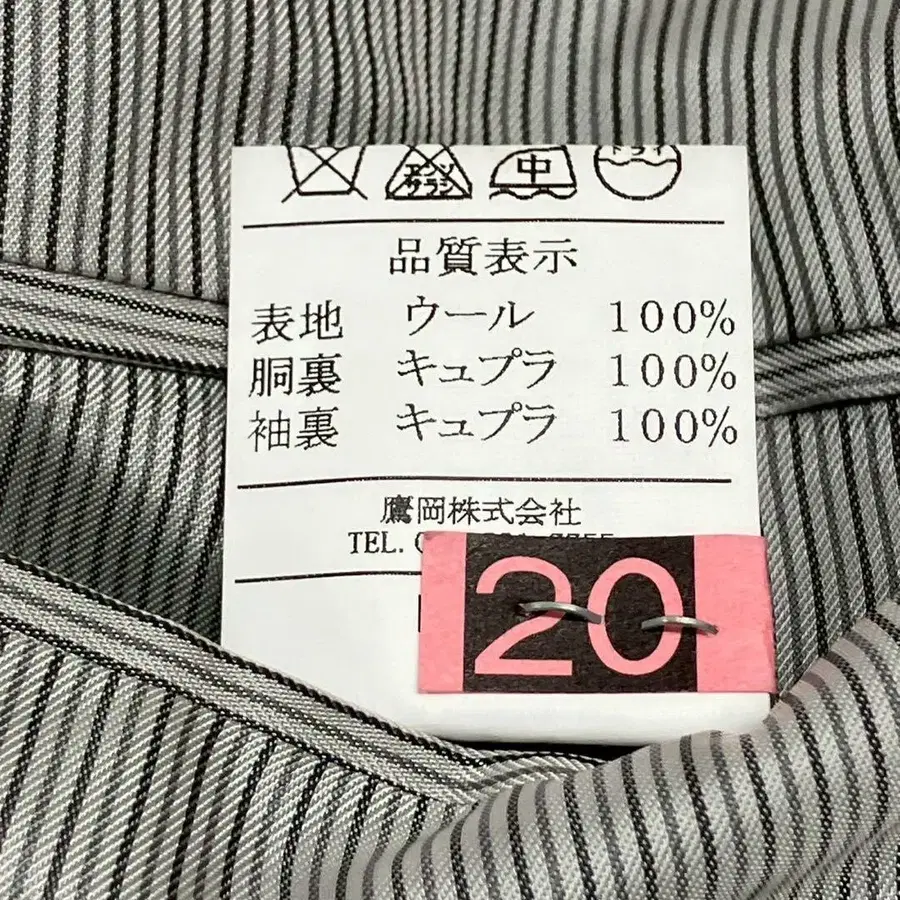 エンソ
サラシ
中
ドライ
品質表示
表地 ウール 100%
胴裏 キュプラ 100%
袖裏 キュプラ 100%
鷹岡株式会社
TEL.
20